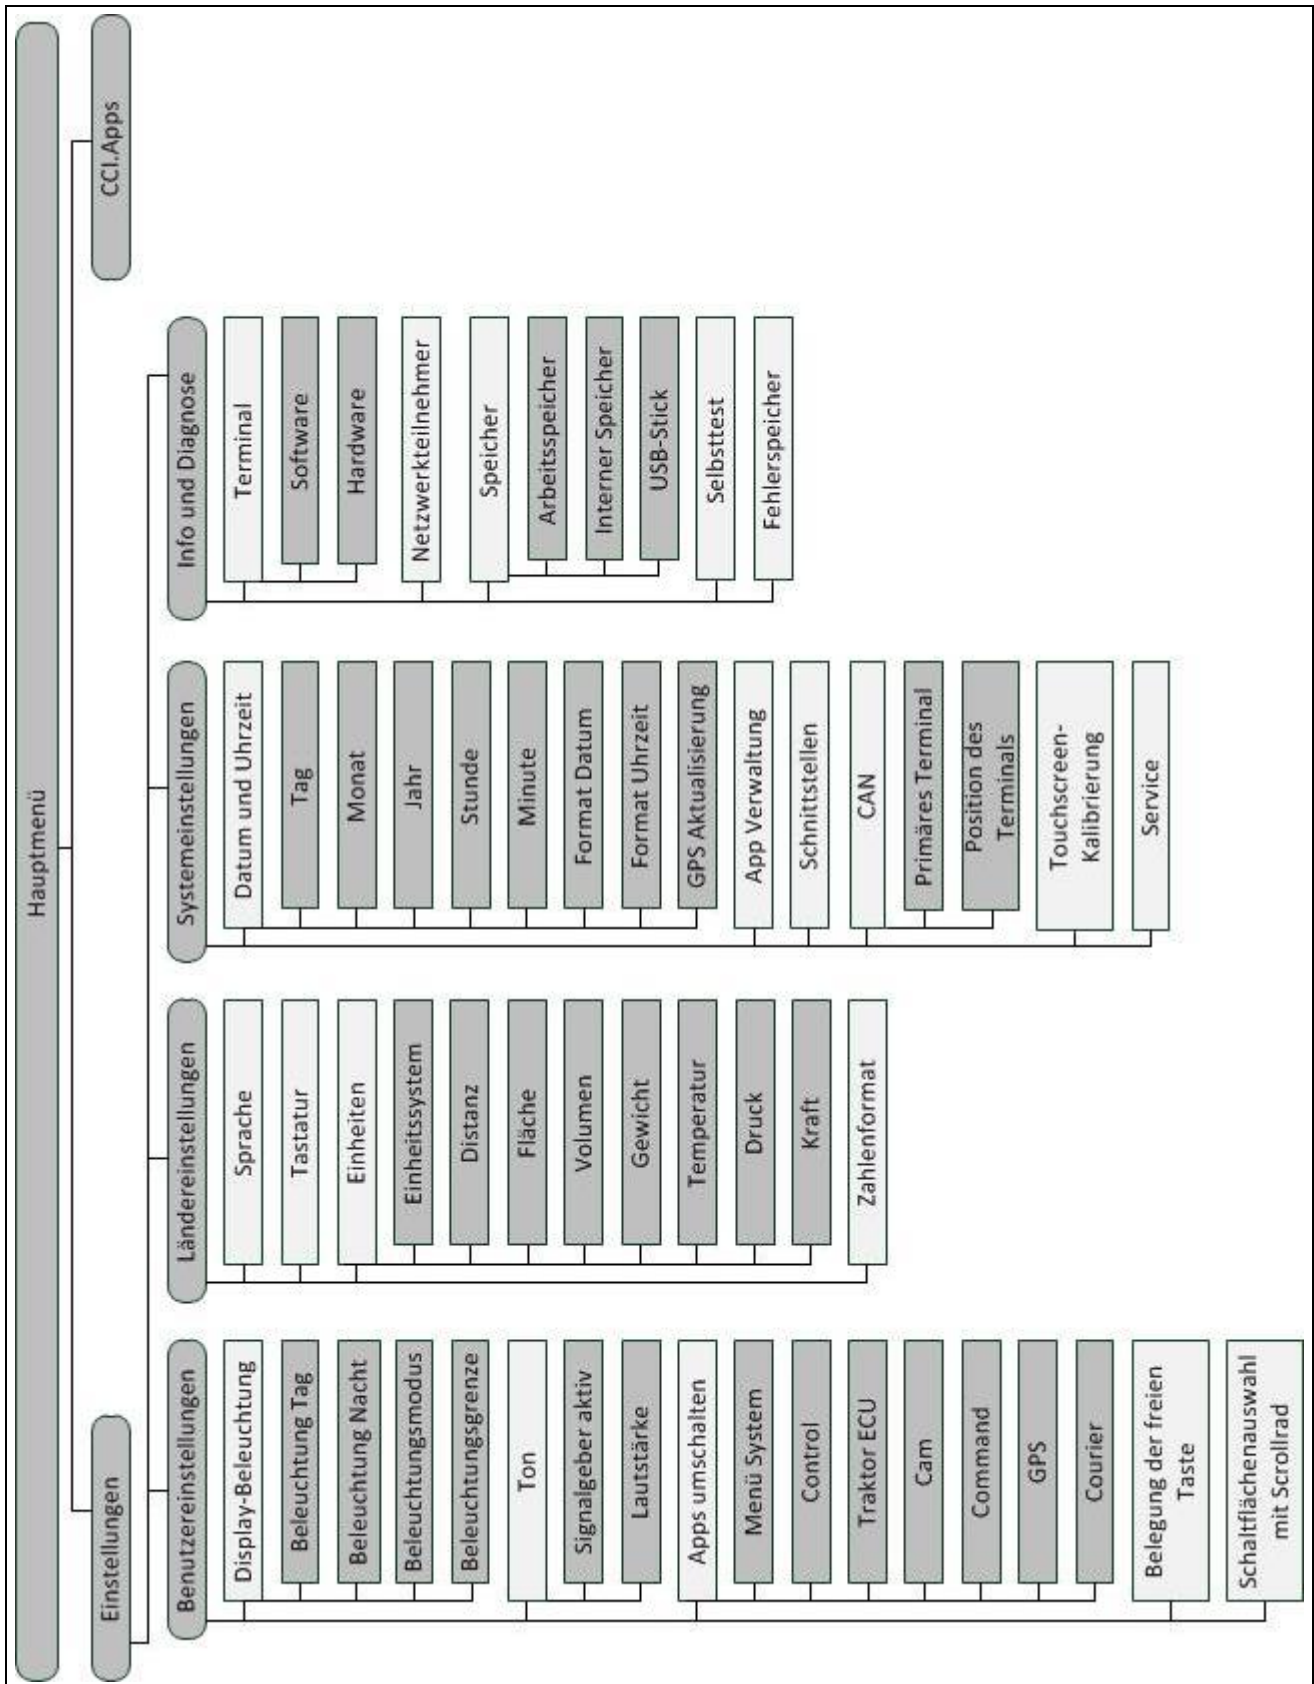 Hauptmenü
Einstellungen
CCI.Apps
Benutzereinstellungen
Display-Beleuchtung
Beleuchtung Tag
Beleuchtung Nacht
Beleuchtungsmodus
Beleuchtungsgrenze
Ton
Signalgeber aktiv
Lautstärke
Apps umschalten
Menü System
Control
Traktor ECU
Cam
Command
GPS
Courier
Belegung der freien
Taste
Schaltflächenauswahl
mit Scrollrad
Ländereinstellungen
Sprache
Tastatur
Einheiten
Einheitssystem
Distanz
Fläche
Volumen
Gewicht
Temperatur
Druck
Kraft
Zahlenformat
Systemeinstellungen
Datum und Uhrzeit
Tag
Monat
Jahr
Stunde
Minute
Format Datum
Format Uhrzeit
GPS Aktualisierung
App Verwaltung
Schnittstellen
CAN
Primäres Terminal
Position des
Terminals
Touchscreen-
Kalibrierung
Service
Info und Diagnose
Terminal
Software
Hardware
Netzwerkteilnehmer
Speicher
Arbeitsspeicher
Interner Speicher
USB-Stick
Selbsttest
Fehlerspeicher